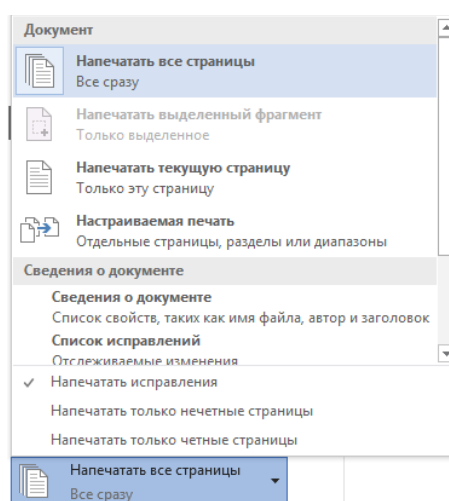 Документ
Напечатать все страницы
Все сразу
Напечатать выделенный фрагмент
Только выделенное
Напечатать текущую страницу
Только эту страницу
Настраиваемая печать
Отдельные страницы, разделы или диапазоны
Сведения о документе
Сведения о документе
Список свойств, таких как имя файла, автор и заголовок
Список исправлений
Отслеживаемые изменения
Напечатать исправления
Напечатать только нечетные страницы
Напечатать только четные страницы
Напечатать все страницы
Все сразу